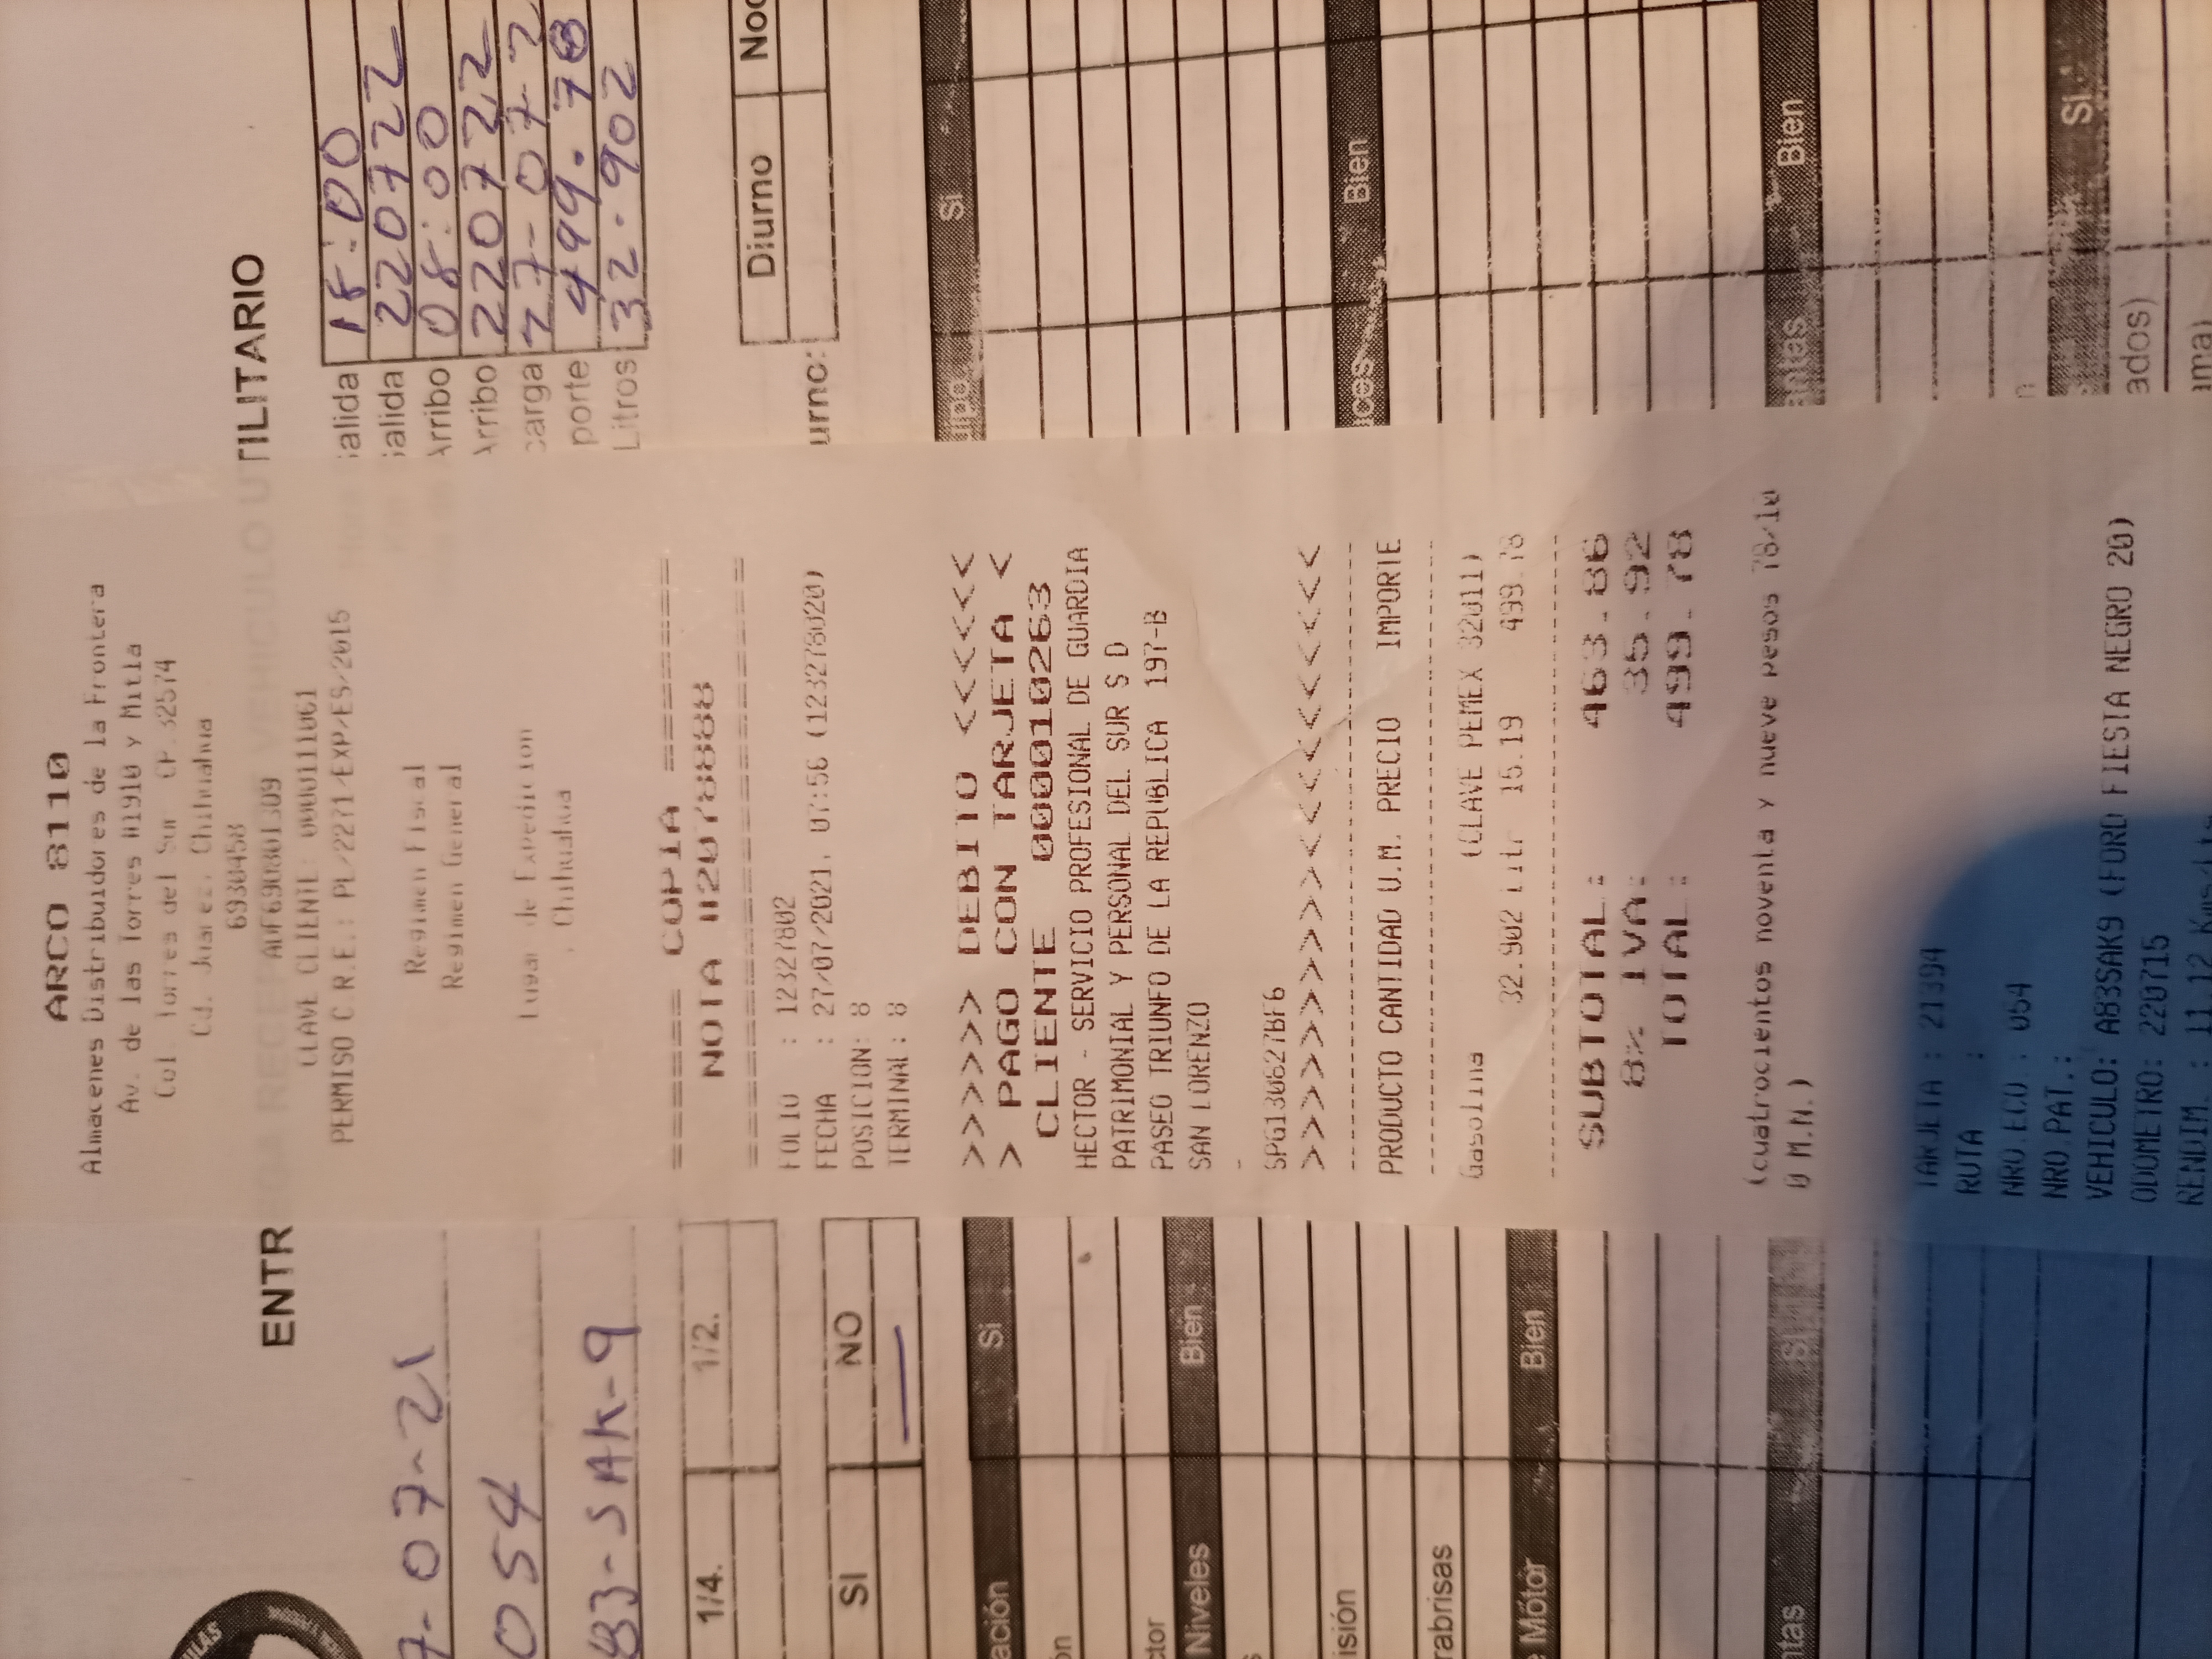 ARCO 8110
Almacenes Distribuidores de la Frontera
Av. de las Torres #1910 y Mitla
Col. Torres del Sur CP.32574
Cd. Juarez, Chihuahua
6930458
ADF690801309
CLAVE CLIENTE: 0000111061
PERMISO C.R.E.: PL/2271/EXP/ES/2015
Regimen Fiscal
Regimen General
Lugar de Expedicion
, Chihuahua
====== COPIA =======
NOTA #2078888
====================
FOLIO : 12327802
FECHA : 27/07/2021, 07:56 (123278020)
POSICION: 8
TERMINAL: 8
>>>>>> DEBITO <<<<<<
> PAGO CON TARJETA <
CLIENTE 000010263
HECTOR - SERVICIO PROFESIONAL DE GUARDIA
PATRIMONIAL Y PERSONAL DEL SUR S D
PASEO TRIUNFO DE LA REPUBLICA 197-B
SAN LORENZO
-
SPG130827BF6
>>>>>>>>>><<<<<<<<<<
PRODUCTO CANTIDAD U.M. PRECIO IMPORTE
Gasolina (CLAVE PEMEX 32011)
32.902 Litr 15.19 499.78
SUBTOTAL: 463.86
8% IVA: 35.92
TOTAL: 499.78
(cuatrocientos noventa y nueve pesos 78/10
0 M.N.)
TARJETA : 21394
RUTA :
NRO.ECO : 054
NRO.PAT.:
VEHICULO: A83SAK9 (FORD FIESTA NEGRO 20)
ODOMETRO: 220715
RENDIM. : 11.12 Kms/Lts
ENTR
TILITARIO
7-07-21
054
83-SAK-9
1/4. 1/2.
SI NO
ación Si
ón
ctor
Niveles Bien
s
isión
rabrisas
e Motor Bien
ntas Si
Salida 18:00
Salida 220722
Arribo 08:00
Arribo 220722
carga 27-07-2
porte 499.78
Litros 32.902
Diurno Noc
urno:
uipo Si
uces Bien
antas Bien
Si
ados)
ama)